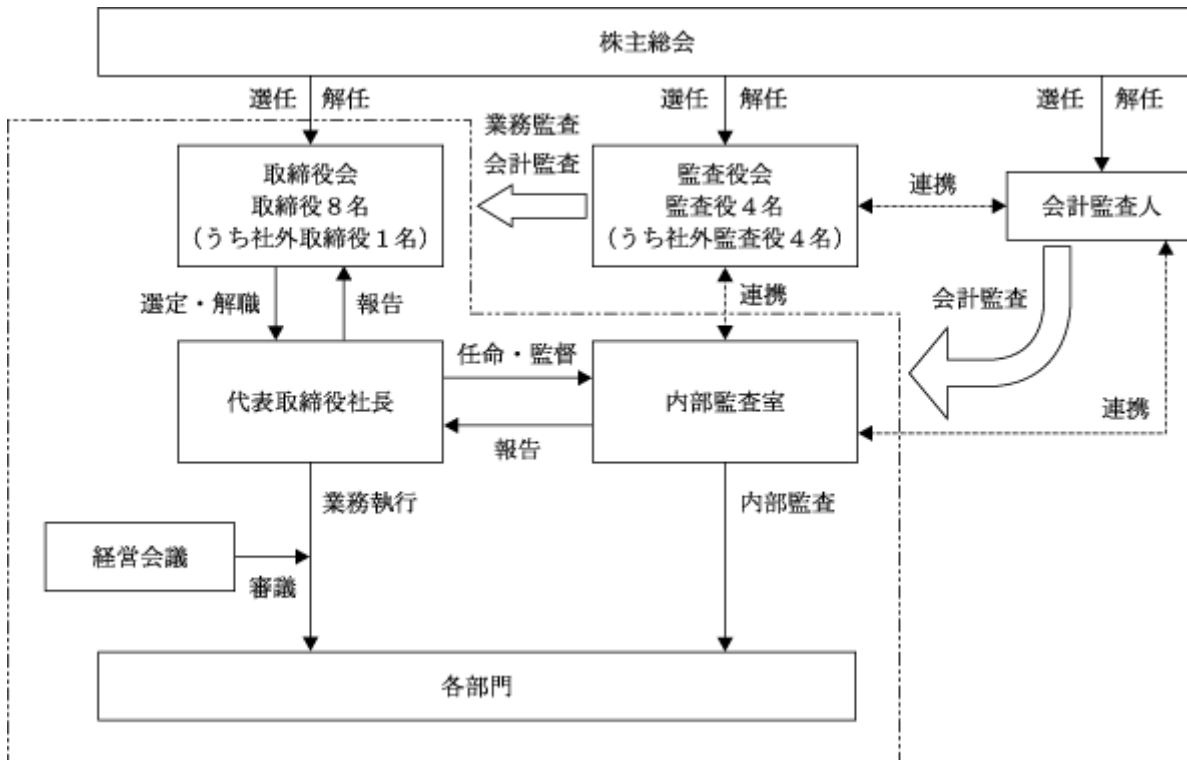 株主総会
選任
解任
選任
解任
選任
解任
業務監査
会計監査
取締役会
取締役8名
（うち社外取締役1名）
監査役会
監査役4名
（うち社外監査役4名）
連携
会計監査人
選定・解職
報告
連携
会計監査
代表取締役社長
任命・監督
報告
内部監査室
連携
業務執行
内部監査
経営会議
審議
各部門